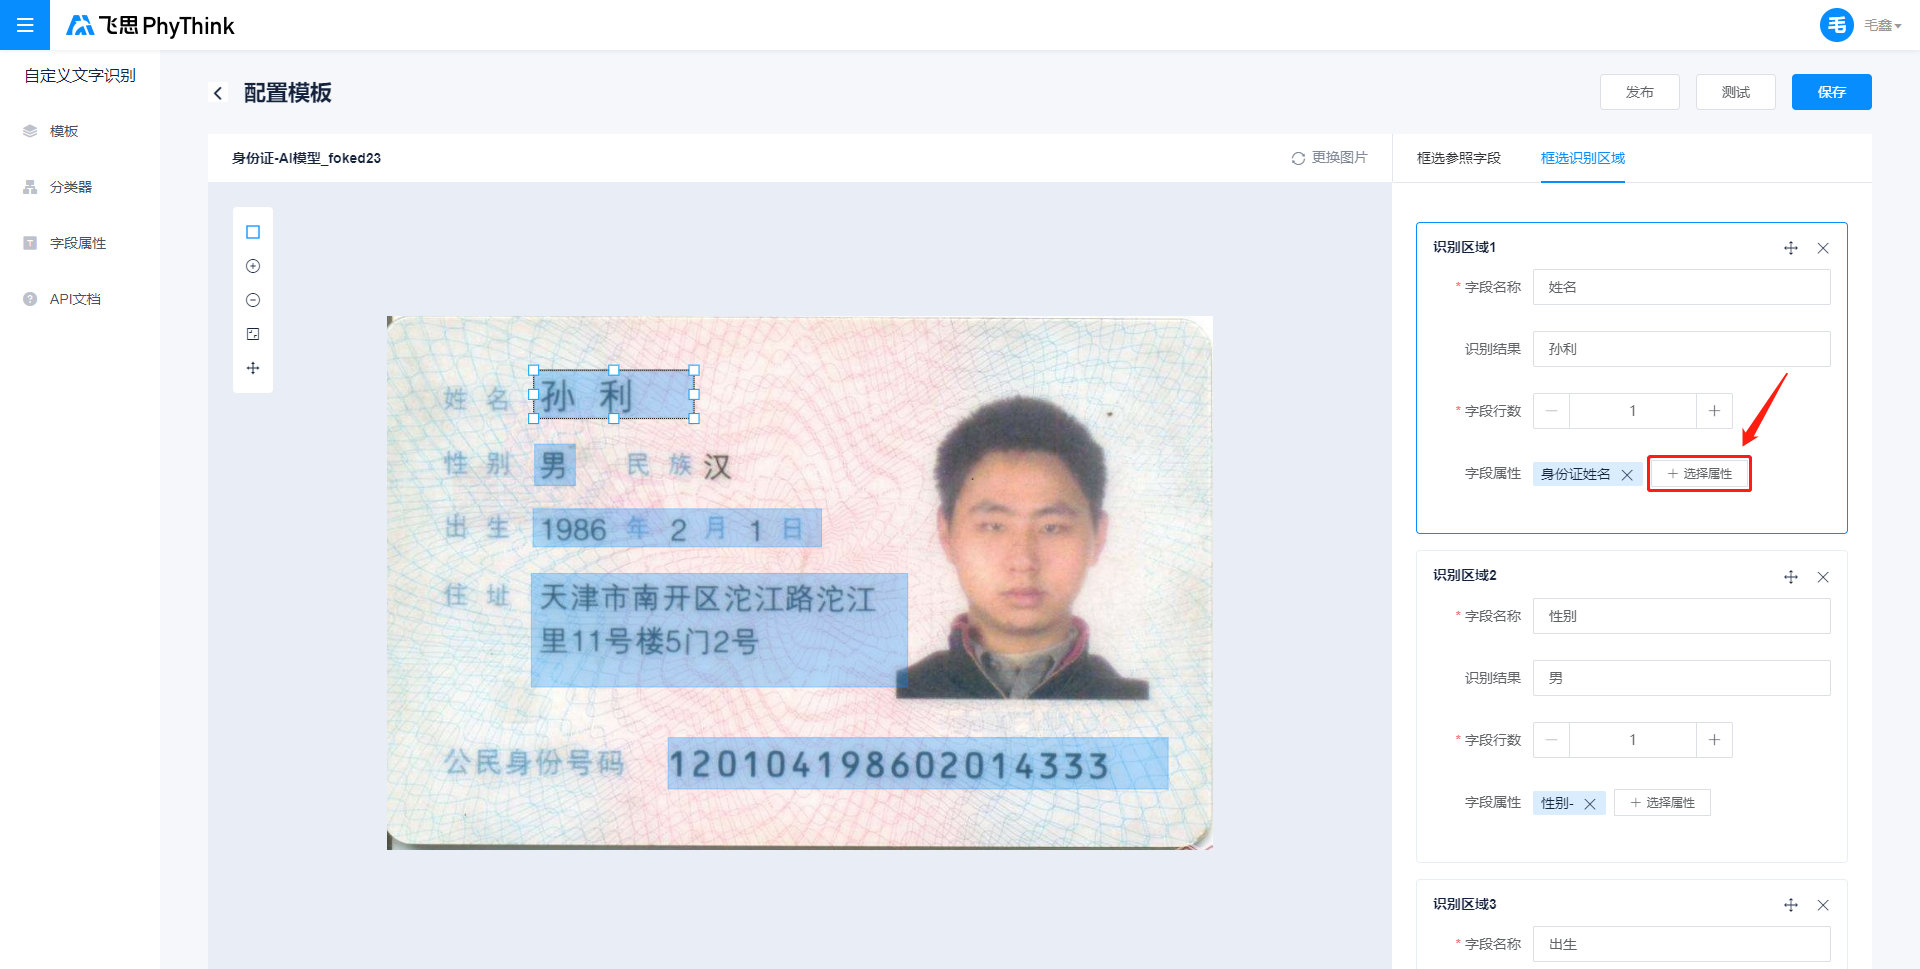 飞思 PhyThink
毛 毛鑫
自定义文字识别
模板
分类器
字段属性
API文档
配置模板
发布 测试 保存
身份证-AI模型_foked23
更换图片
框选参照字段 框选识别区域
姓名 孙 利
性别 男 民族 汉
出生 1986 年 2 月 1 日
住址 天津市南开区沱江路沱江
里11号楼5门2号
公民身份号码 120104198602014333
识别区域1
* 字段名称 姓名
识别结果 孙利
* 字段行数 1
字段属性 身份证姓名 选择属性
识别区域2
* 字段名称 性别
识别结果 男
* 字段行数 1
字段属性 性别- 选择属性
识别区域3
* 字段名称 出生